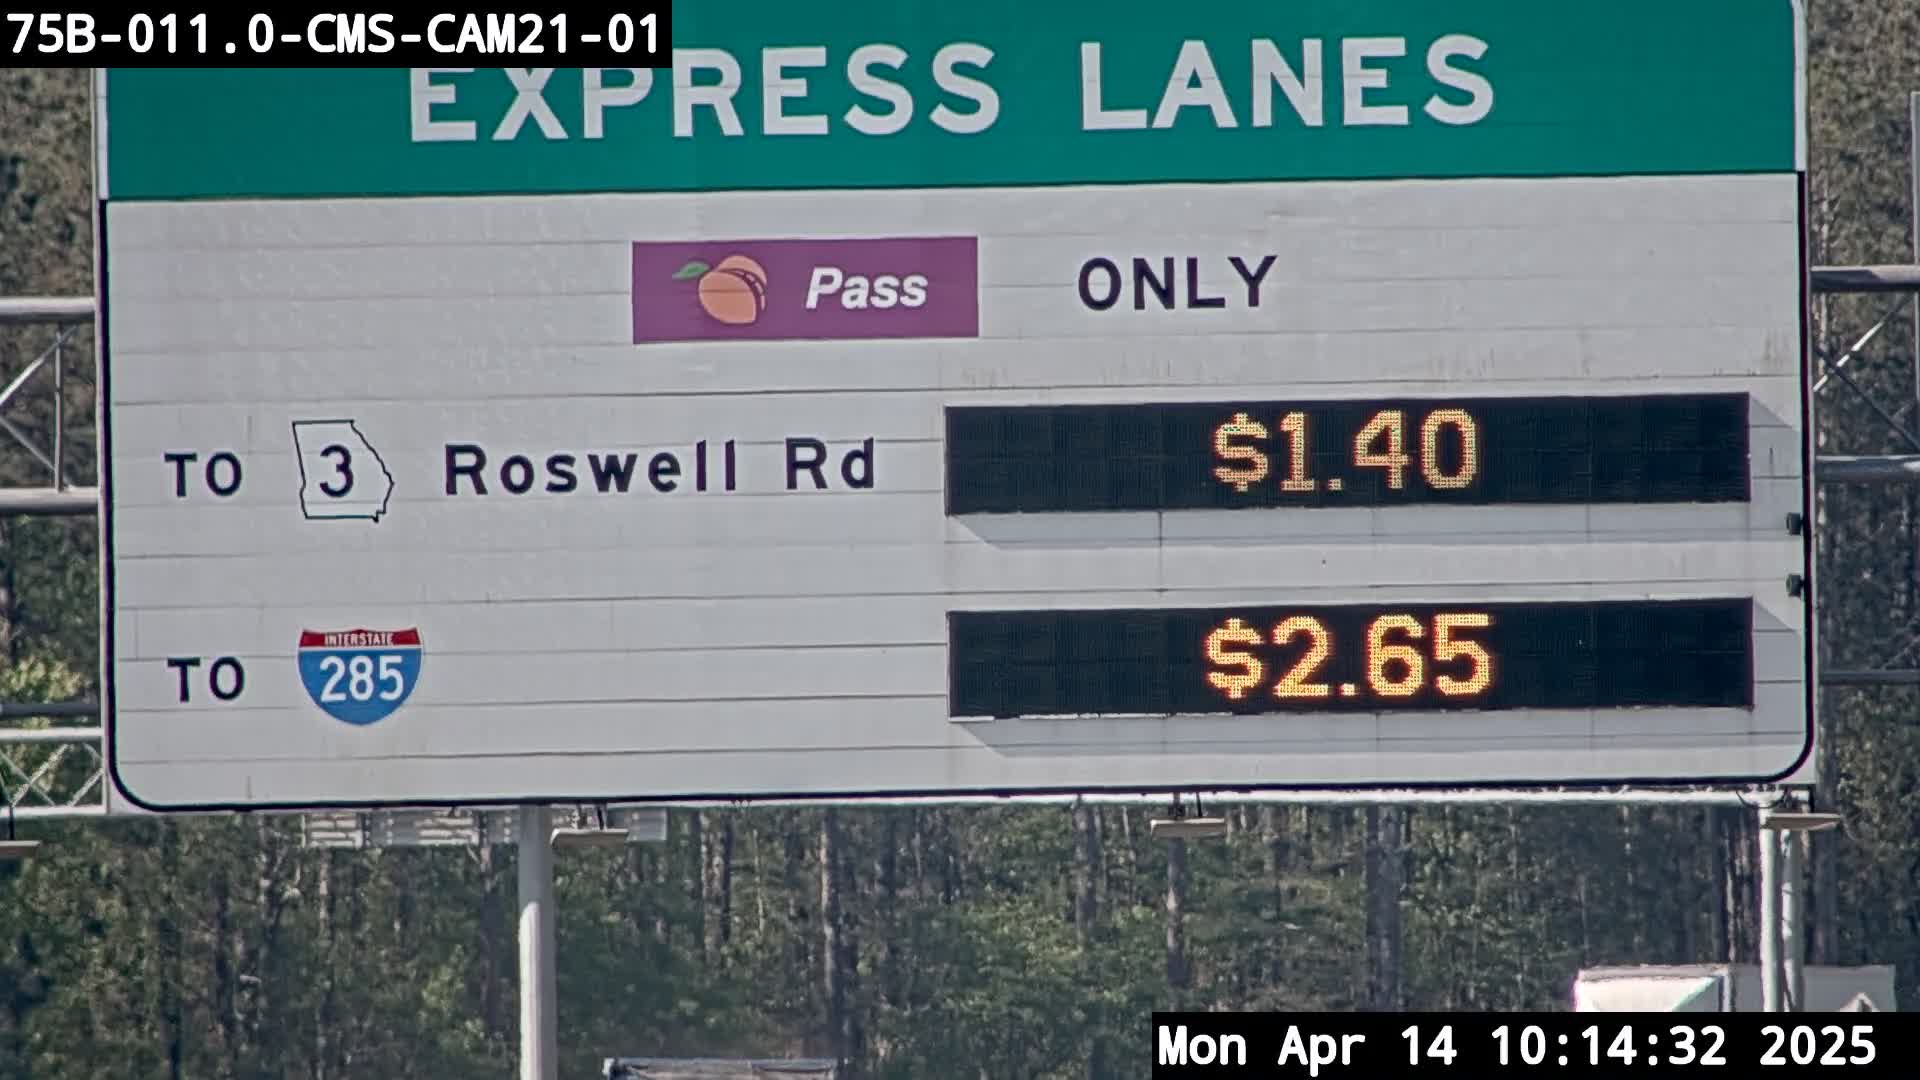 75B-011.0-CMS-CAM21-01
EXPRESS LANES
Pass ONLY
TO 3 Roswell Rd $1.40
INTERSTATE
TO 285 $2.65
Mon Apr 14 10:14:32 2025